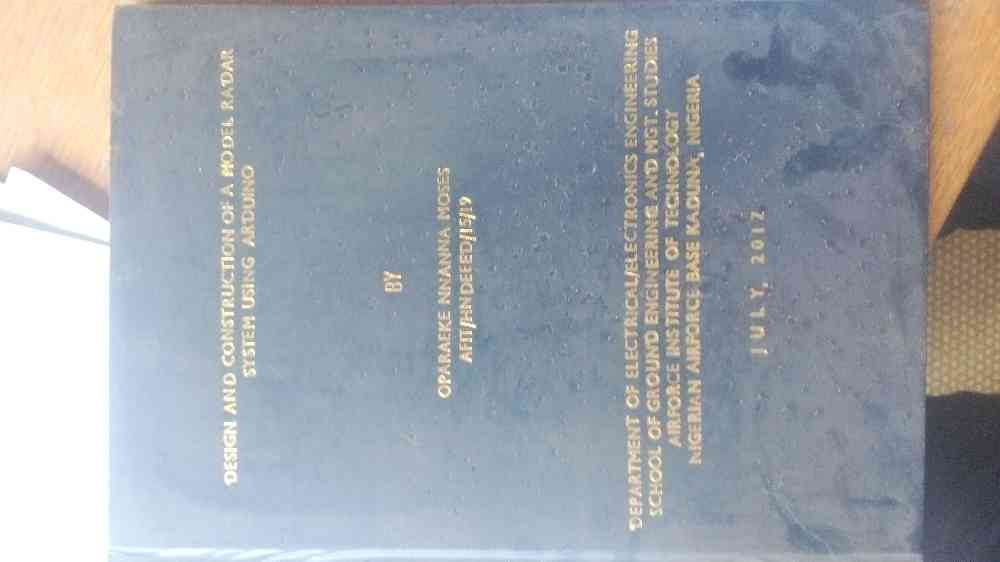 DESIGN AND CONSTRUCTION OF A MODEL RADAR
SYSTEM USING ARDUINO
BY
OPARAEKE NNANNA MOSES
AFIT/HNDEEED/15/19
DEPARTMENT OF ELECTRICAL/ELECTRONICS ENGINEERING
SCHOOL OF GROUND ENGINEERING AND MGT. STUDIES
AIRFORCE INSTITUTE OF TECHNOLOGY
NIGERIAN AIRFORCE BASE KADUNA, NIGERIA
JULY, 2017